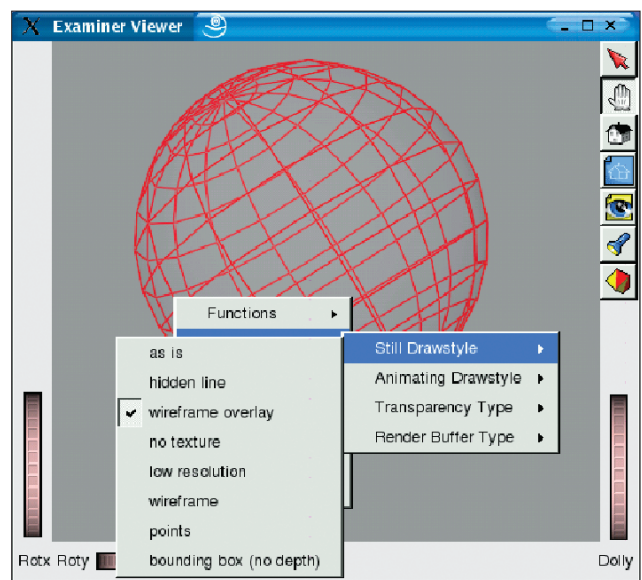 Examiner Viewer
Functions
Still Drawstyle
Animating Drawstyle
Transparency Type
Render Buffer Type
as is
hidden line
wireframe overlay
no texture
low resolution
wireframe
points
bounding box (no depth)
Rotx Roty
Dolly